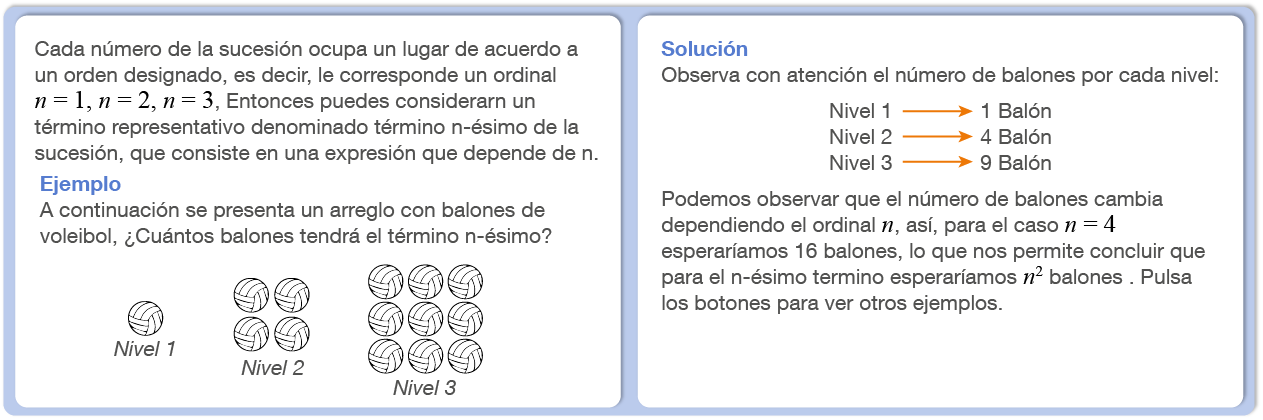 Cada número de la sucesión ocupa un lugar de acuerdo a
un orden designado, es decir, le corresponde un ordinal
n = 1, n = 2, n = 3, Entonces puedes considerarn un
término representativo denominado término n-ésimo de la
sucesión, que consiste en una expresión que depende de n.
Ejemplo
A continuación se presenta un arreglo con balones de
voleibol, ¿Cuántos balones tendrá el término n-ésimo?
Nivel 1
Nivel 2
Nivel 3
Solución
Observa con atención el número de balones por cada nivel:
Nivel 1 → 1 Balón
Nivel 2 → 4 Balón
Nivel 3 → 9 Balón
Podemos observar que el número de balones cambia
dependiendo el ordinal n, así, para el caso n = 4
esperaríamos 16 balones, lo que nos permite concluir que
para el n-ésimo termino esperaríamos n² balones . Pulsa
los botones para ver otros ejemplos.